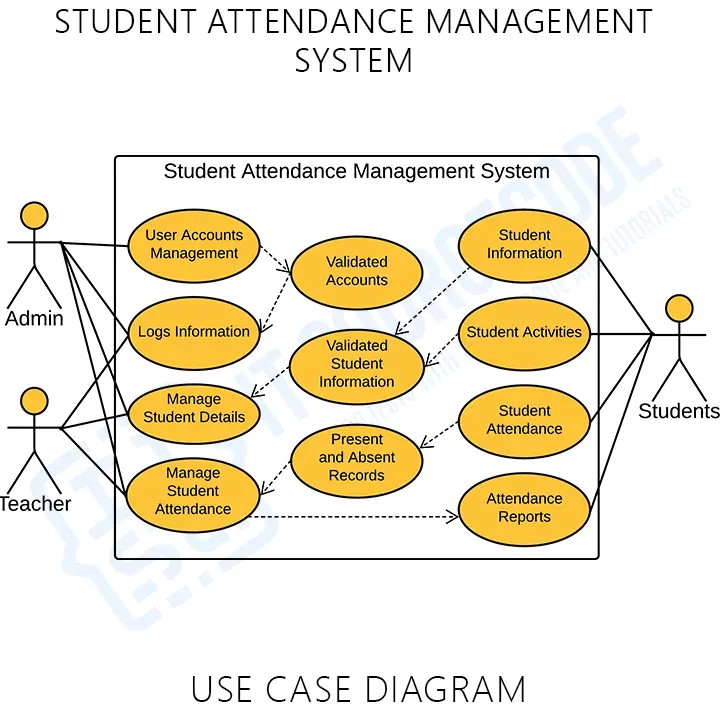 STUDENT ATTENDANCE MANAGEMENT
SYSTEM
Student Attendance Management System
User Accounts
Management
Validated
Accounts
Student
Information
Admin
Logs Information
Validated
Student
Information
Student Activities
Students
Manage
Student Details
Student
Attendance
Present
and Absent
Records
Teacher
Manage
Student
Attendance
Attendance
Reports
USE CASE DIAGRAM